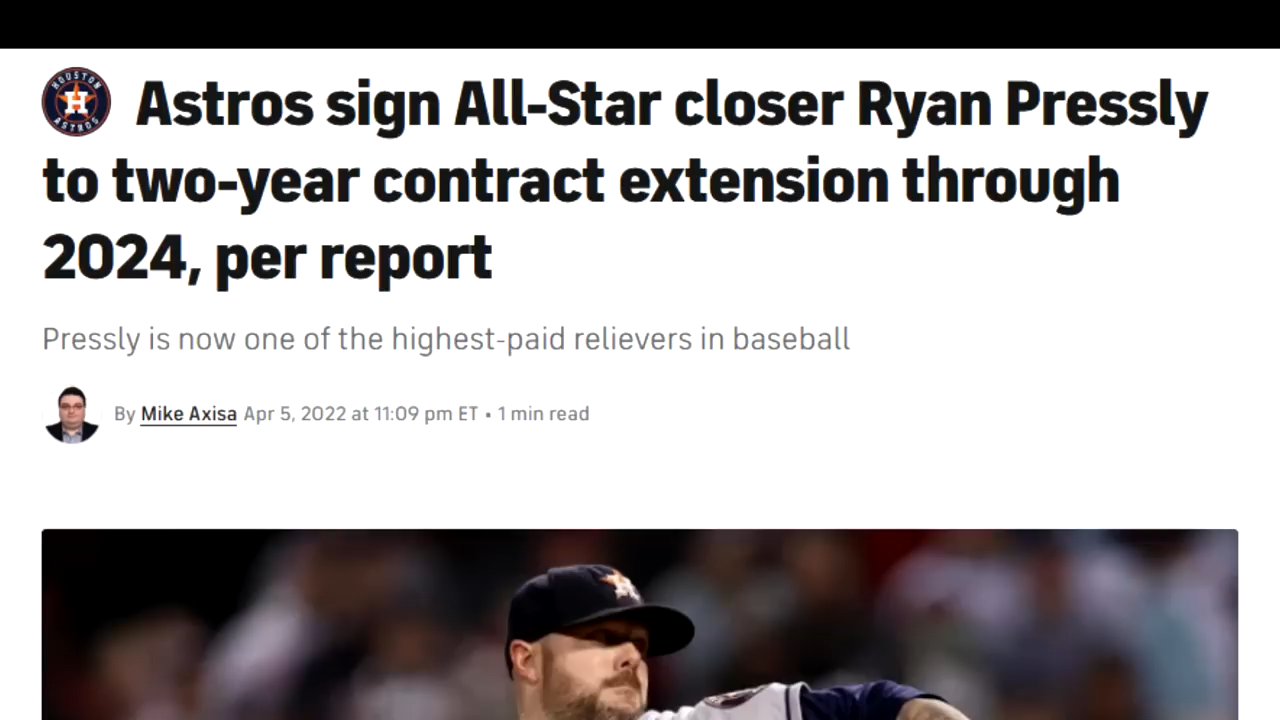 HOUSTON
H
ASTROS
Astros sign All-Star closer Ryan Pressly
to two-year contract extension through
2024, per report
Pressly is now one of the highest-paid relievers in baseball
By Mike Axisa Apr 5, 2022 at 11:09 pm ET • 1 min read